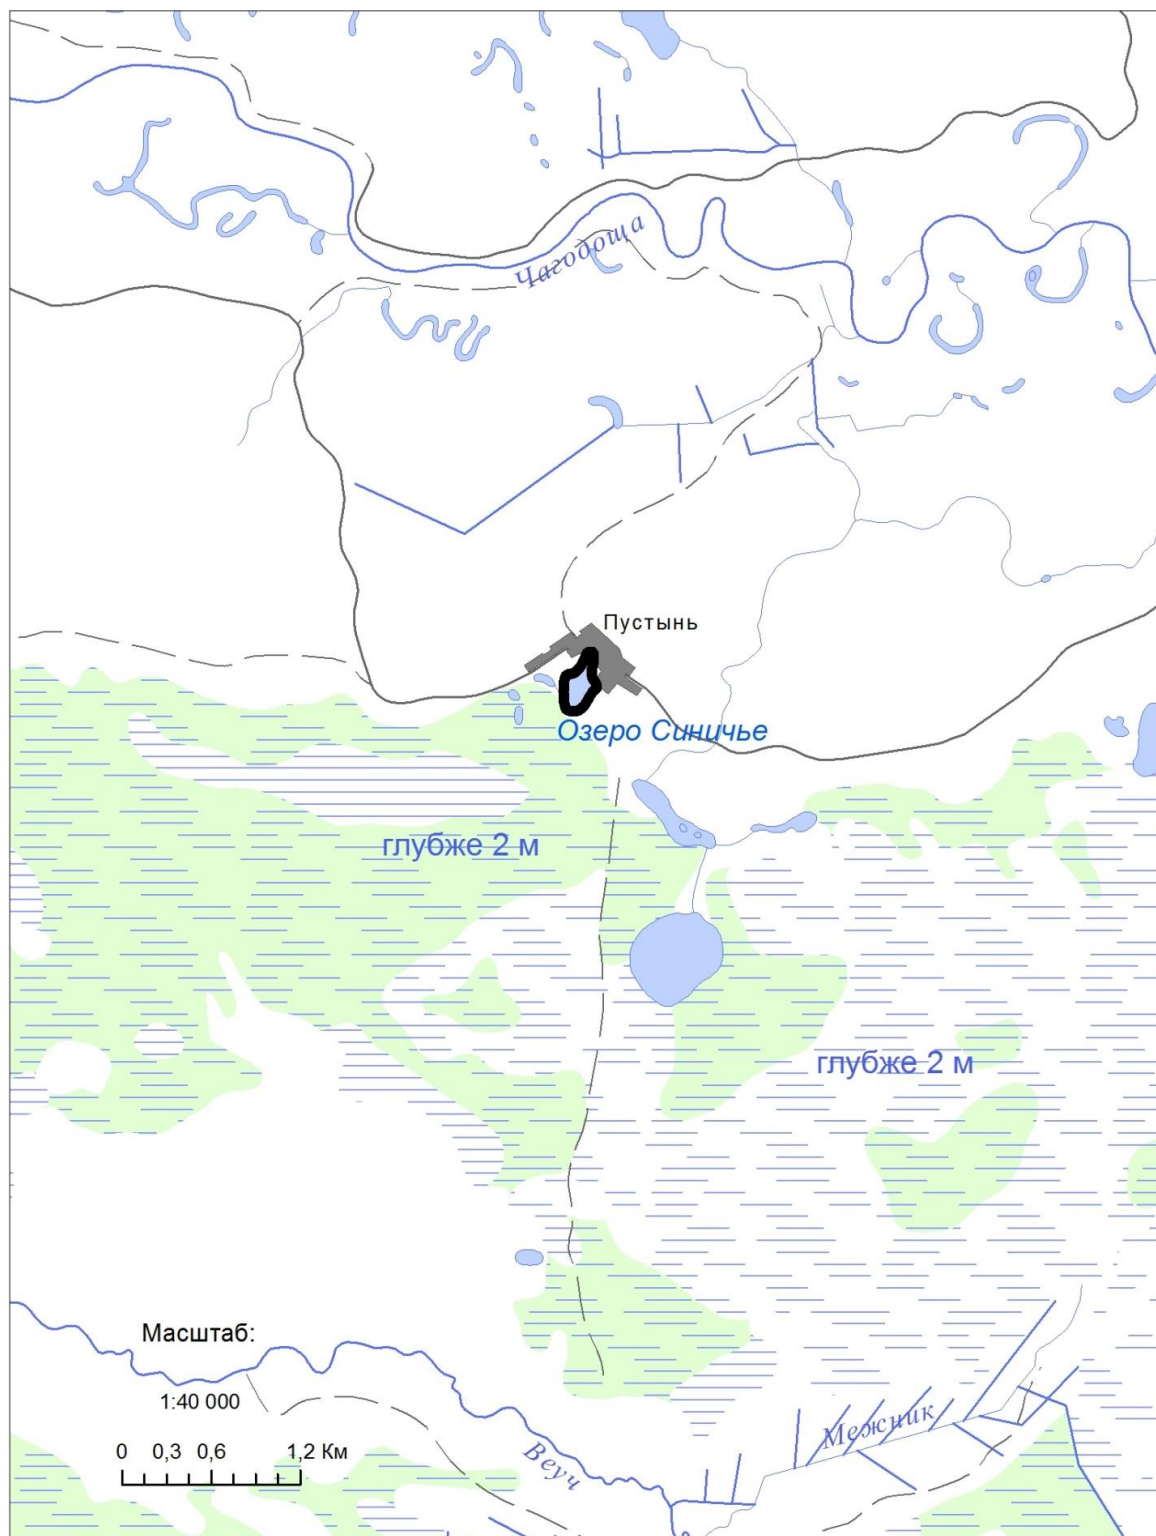 Чагодоща
Пустынь
Озеро Синичье
глубже 2 м
глубже 2 м
Масштаб:
1:40 000
0 0,3 0,6 1,2 Км
Межник
Веуч